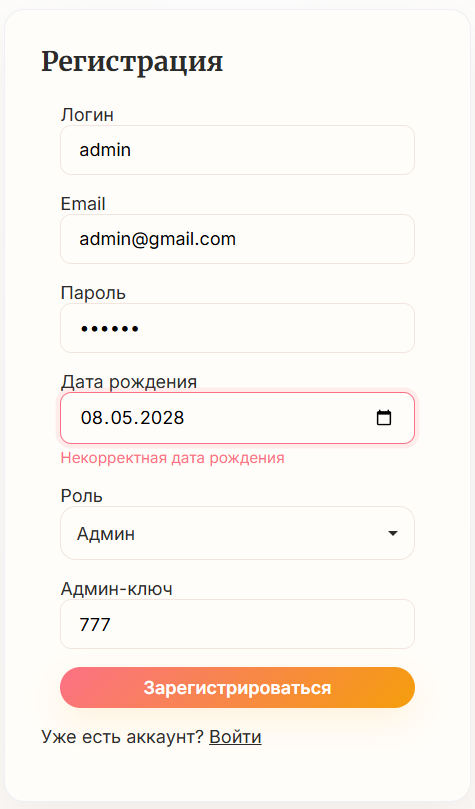 Регистрация
Логин
admin
Email
admin@gmail.com
Пароль
••••••
Дата рождения
08.05.2028
Некорректная дата рождения
Роль
Админ
Админ-ключ
777
Зарегистрироваться
Уже есть аккаунт? Войти